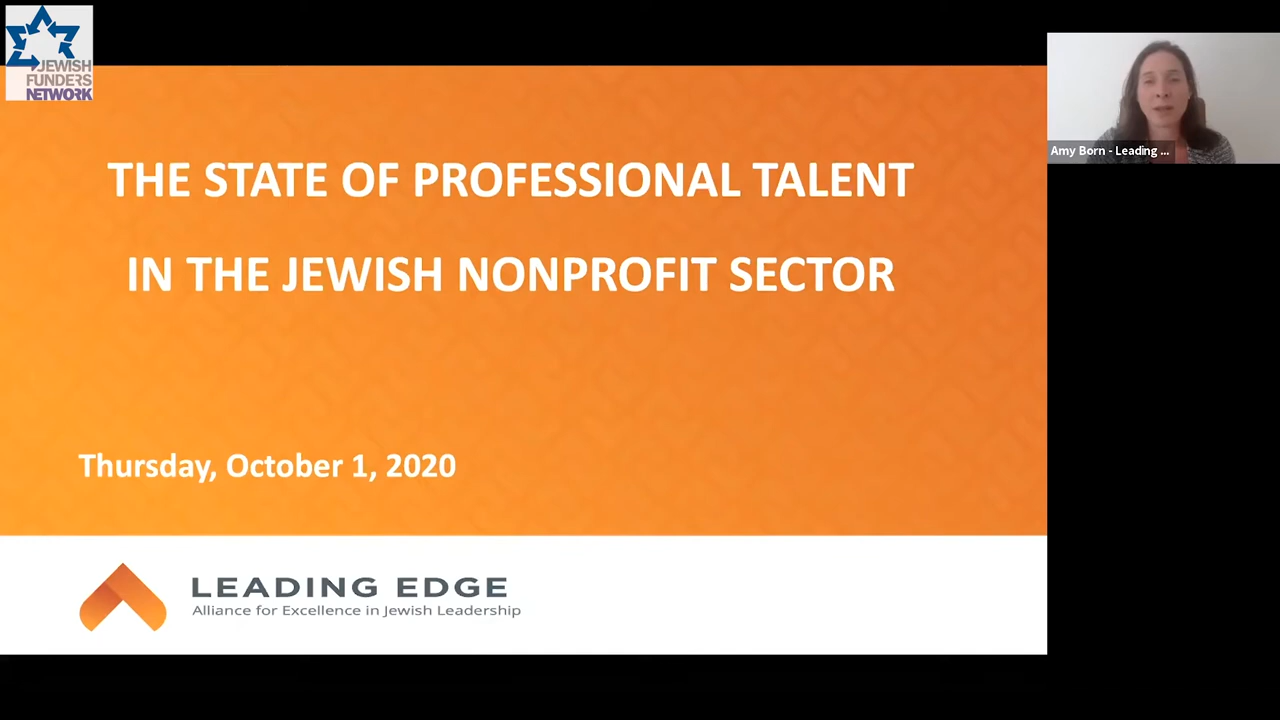 JEWISH
FUNDERS
NETWORK
THE STATE OF PROFESSIONAL TALENT
IN THE JEWISH NONPROFIT SECTOR
Thursday, October 1, 2020
LEADING EDGE
Alliance for Excellence in Jewish Leadership
Amy Born - Leading ...